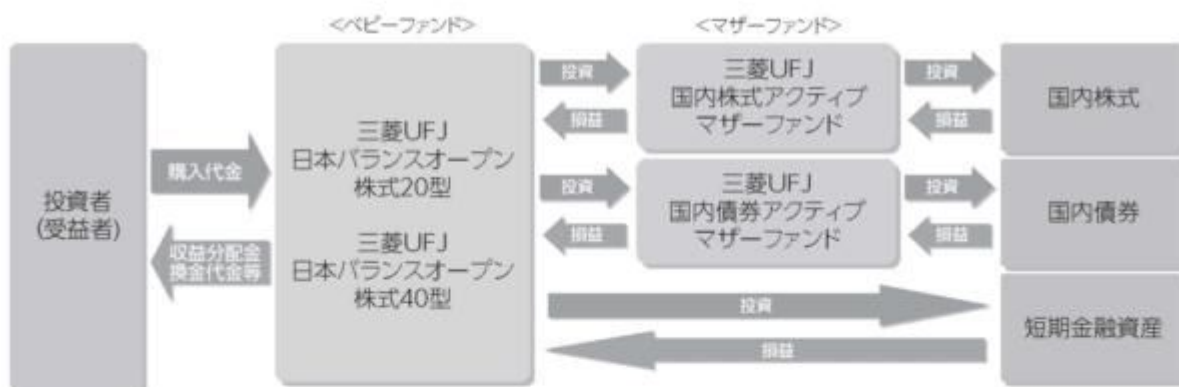 <ベビーファンド>
<マザーファンド>
投資者
(受益者)
購入代金
収益分配金
換金代金等
三菱UFJ
日本バランスオープン
株式20型
三菱UFJ
日本バランスオープン
株式40型
投資
損益
三菱UFJ
国内株式アクティブ
マザーファンド
投資
損益
国内株式
投資
損益
三菱UFJ
国内債券アクティブ
マザーファンド
投資
損益
国内債券
投資
損益
短期金融資産